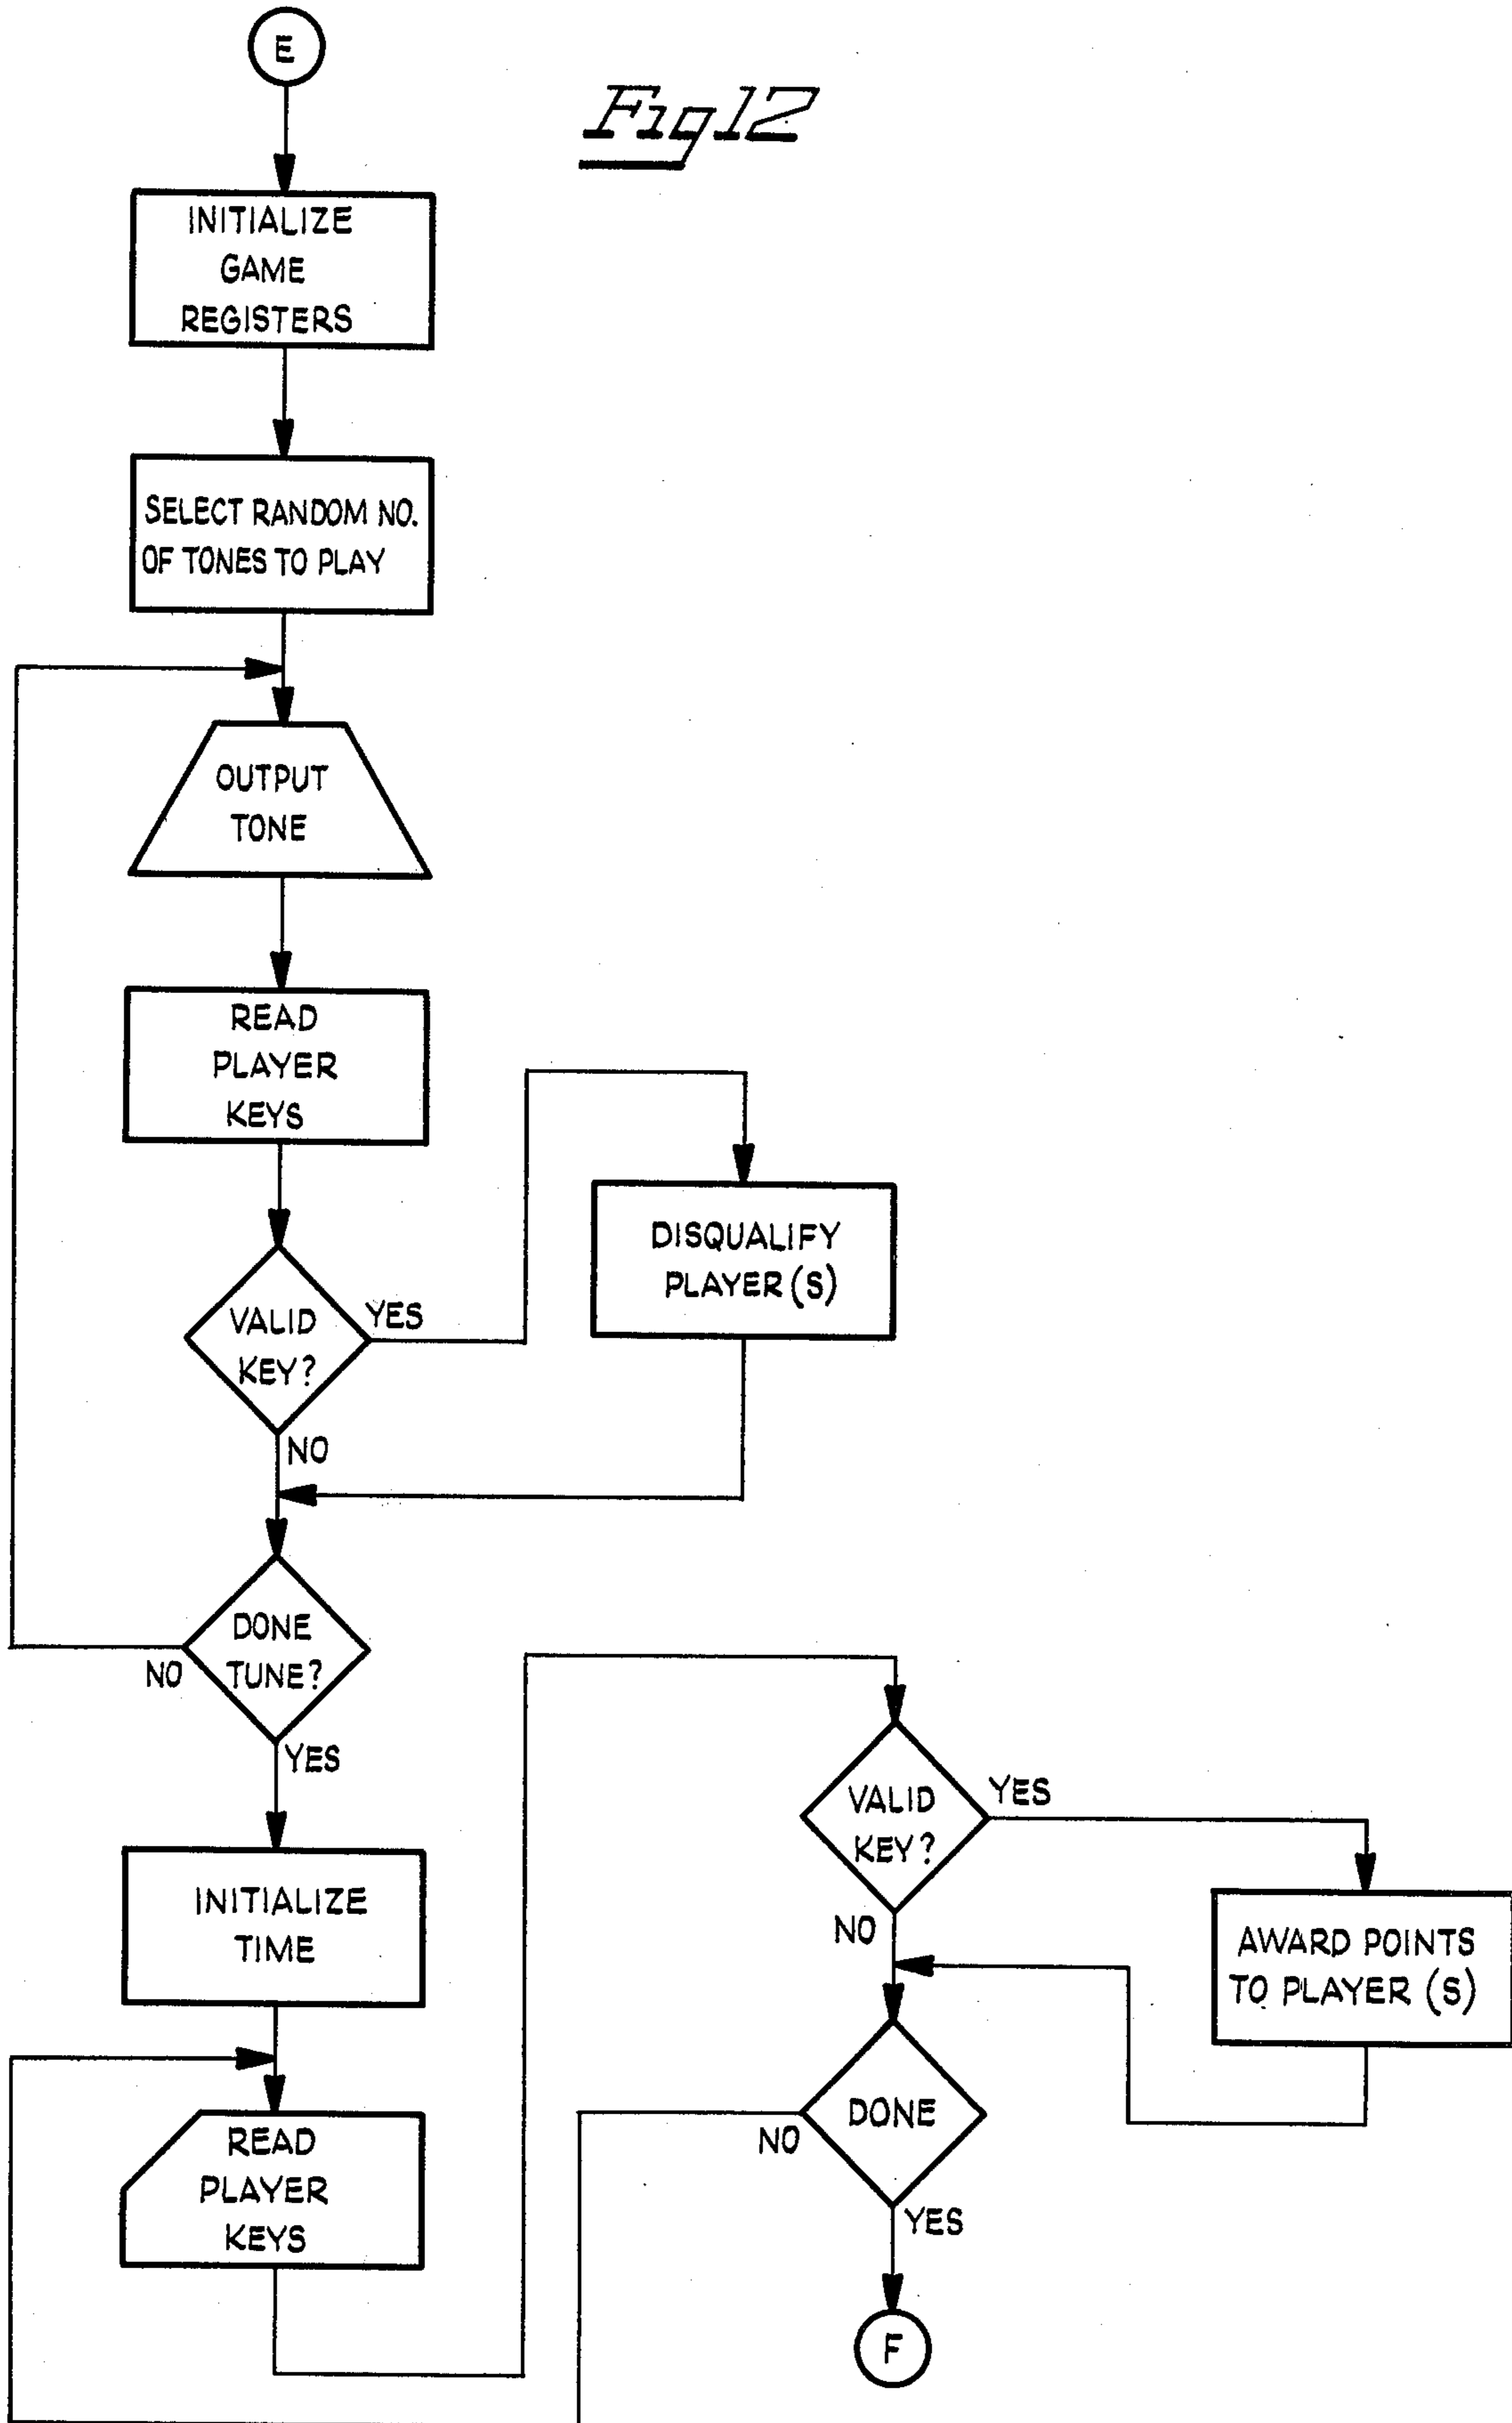 E
Fig 12
INITIALIZE
GAME
REGISTERS
SELECT RANDOM NO.
OF TONES TO PLAY
OUTPUT
TONE
READ
PLAYER
KEYS
VALID
KEY?
YES
NO
DISQUALIFY
PLAYER (S)
DONE
TUNE?
NO
YES
INITIALIZE
TIME
READ
PLAYER
KEYS
VALID
KEY?
YES
NO
AWARD POINTS
TO PLAYER (S)
DONE
NO
YES
F